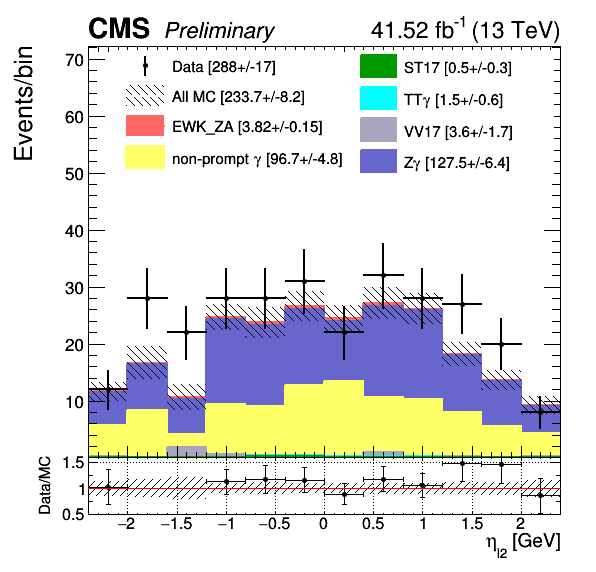 CMS Preliminary 41.52 fb⁻¹ (13 TeV)
Events/bin
70
60
50
40
30
20
10
Data [288+/-17]
All MC [233.7+/-8.2]
EWK_ZA [3.82+/-0.15]
non-prompt γ [96.7+/-4.8]
ST17 [0.5+/-0.3]
TTγ [1.5+/-0.6]
VV17 [3.6+/-1.7]
Zγ [127.5+/-6.4]
Data/MC
1.5
1
0.5
−2 −1.5 −1 −0.5 0 0.5 1 1.5 2
η_l2 [GeV]